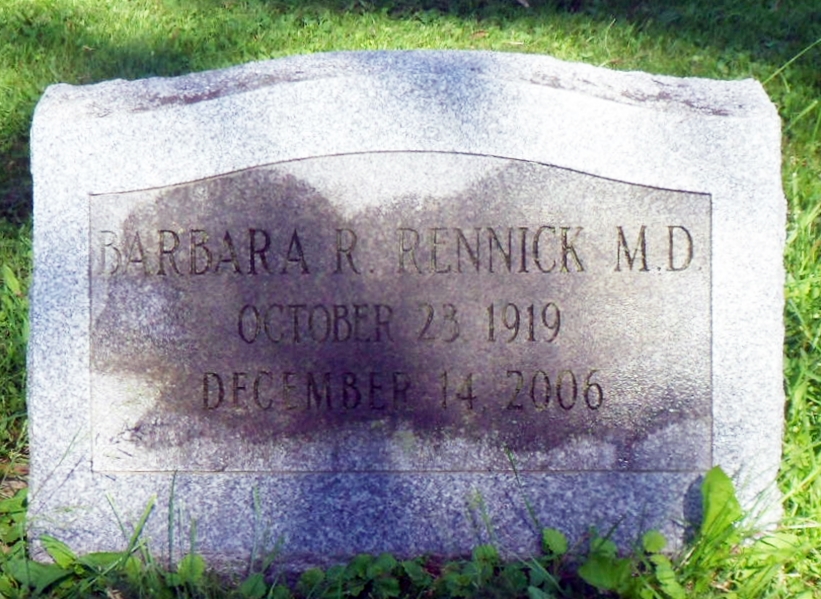 BARBARA R. RENNICK M.D.
OCTOBER 23, 1919
DECEMBER 14, 2006